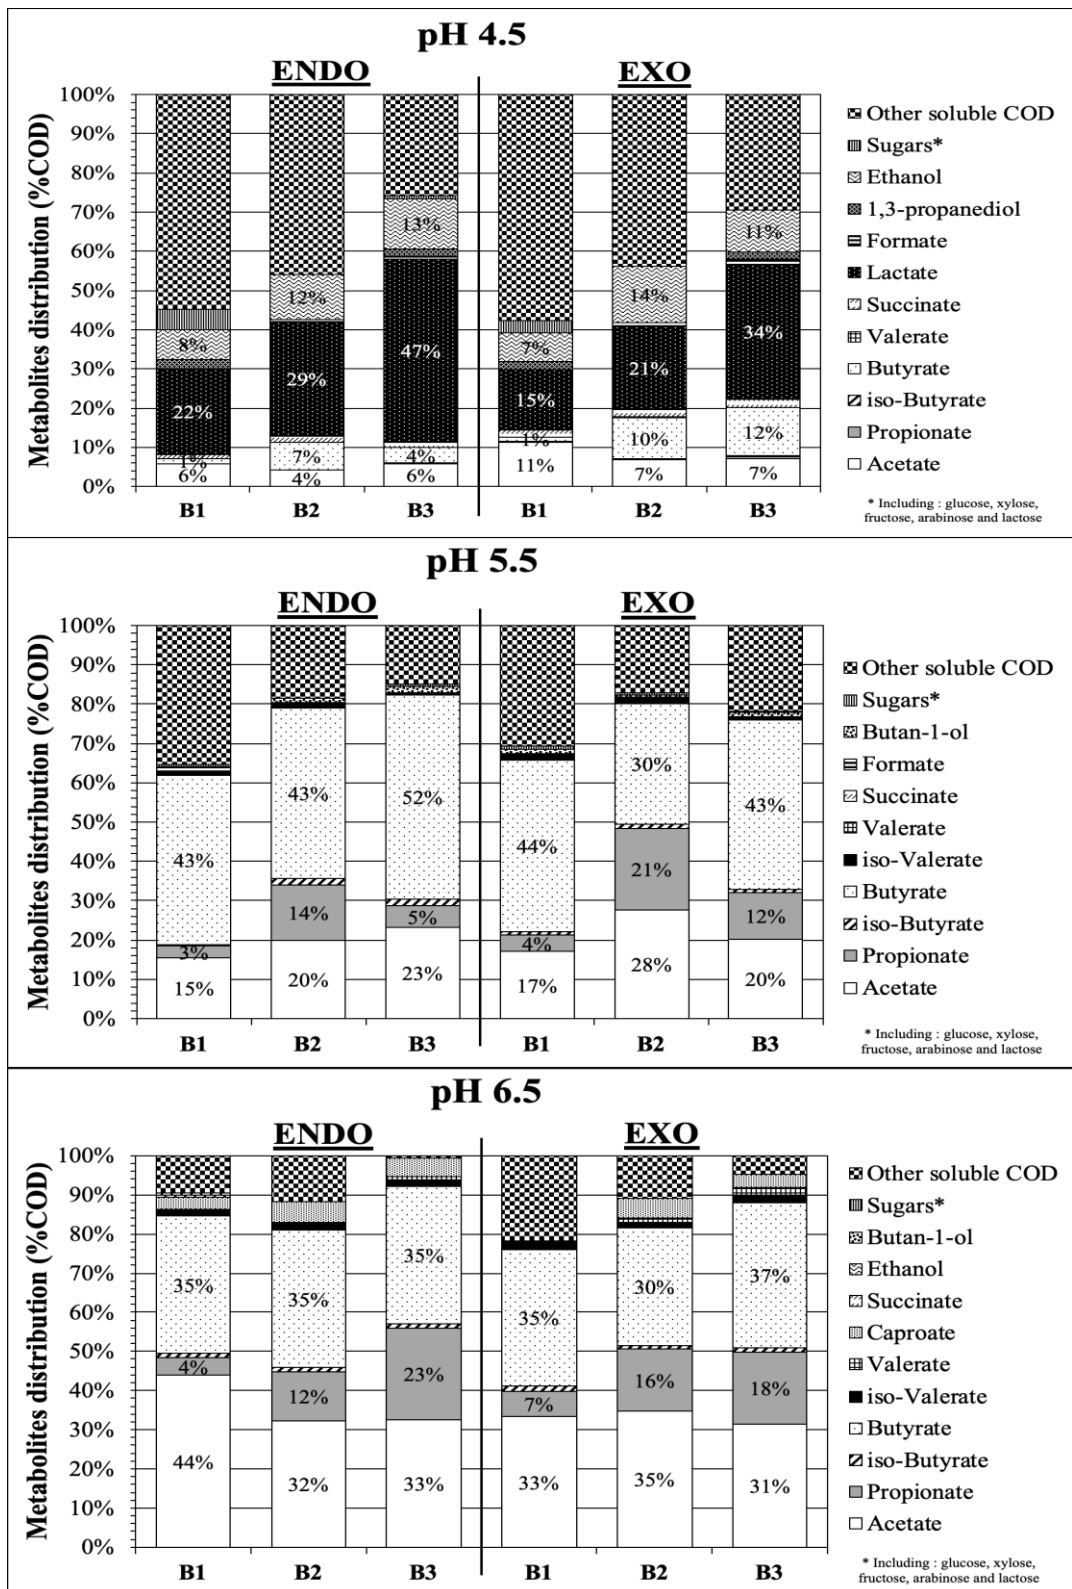 pH 4.5
ENDO EXO
Metabolites distribution (%COD)
100%
90%
80%
70%
60%
50%
40%
30%
20%
10%
0%
8%
22%
1%
6%
12%
29%
7%
4%
13%
47%
4%
6%
7%
15%
1%
11%
14%
21%
10%
7%
11%
34%
12%
7%
B1 B2 B3 B1 B2 B3
Other soluble COD
Sugars*
Ethanol
1,3-propanediol
Formate
Lactate
Succinate
Valerate
Butyrate
iso-Butyrate
Propionate
Acetate
* Including : glucose, xylose,
fructose, arabinose and lactose
pH 5.5
ENDO EXO
Metabolites distribution (%COD)
100%
90%
80%
70%
60%
50%
40%
30%
20%
10%
0%
43%
3%
15%
43%
14%
20%
52%
5%
23%
44%
4%
17%
30%
21%
28%
43%
12%
20%
B1 B2 B3 B1 B2 B3
Other soluble COD
Sugars*
Butan-1-ol
Formate
Succinate
Valerate
iso-Valerate
Butyrate
iso-Butyrate
Propionate
Acetate
* Including : glucose, xylose,
fructose, arabinose and lactose
pH 6.5
ENDO EXO
Metabolites distribution (%COD)
100%
90%
80%
70%
60%
50%
40%
30%
20%
10%
0%
35%
4%
44%
35%
12%
32%
35%
23%
33%
35%
7%
33%
30%
16%
35%
37%
18%
31%
B1 B2 B3 B1 B2 B3
Other soluble COD
Sugars*
Butan-1-ol
Ethanol
Succinate
Caproate
Valerate
iso-Valerate
Butyrate
iso-Butyrate
Propionate
Acetate
* Including : glucose, xylose,
fructose, arabinose and lactose